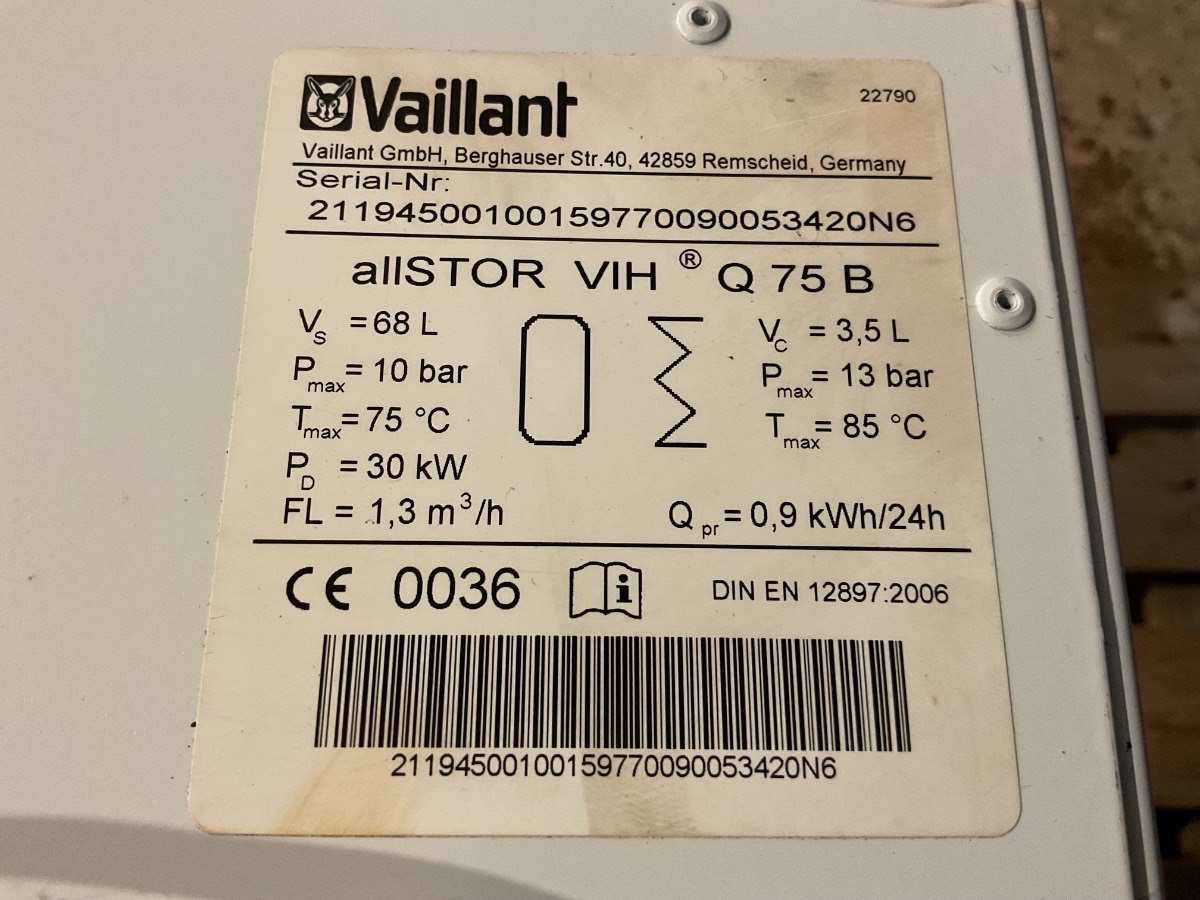 Vaillant
22790
Vaillant GmbH, Berghauser Str.40, 42859 Remscheid, Germany
Serial-Nr:
21194500100159770090053420N6
allSTOR VIH ® Q 75 B
Vs = 68 L
Pmax = 10 bar
Tmax = 75 °C
PD = 30 kW
FL = 1,3 m³/h
Vc = 3,5 L
Pmax = 13 bar
Tmax = 85 °C
Qpr = 0,9 kWh/24h
CE 0036
i
DIN EN 12897:2006
21194500100159770090053420N6